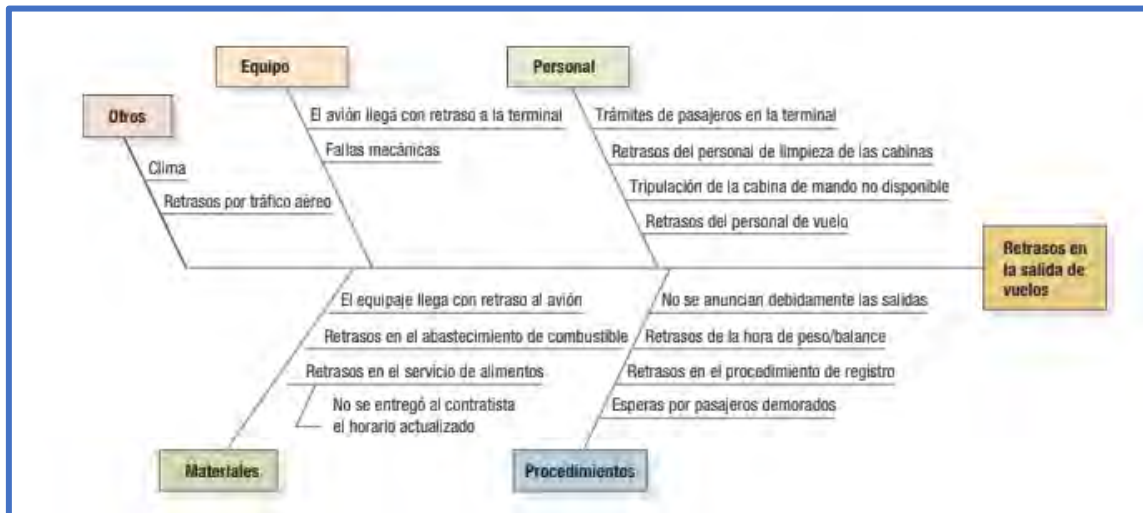 Equipo
Personal
Otros
El avión llega con retraso a la terminal
Fallas mecánicas
Trámites de pasajeros en la terminal
Retrasos del personal de limpieza de las cabinas
Tripulación de la cabina de mando no disponible
Retrasos del personal de vuelo
Clima
Retrasos por tráfico aéreo
Retrasos en
la salida de
vuelos
El equipaje llega con retraso al avión
Retrasos en el abastecimiento de combustible
Retrasos en el servicio de alimentos
No se entregó al contratista
el horario actualizado
No se anuncian debidamente las salidas
Retrasos de la hora de peso/balance
Retrasos en el procedimiento de registro
Esperas por pasajeros demorados
Materiales
Procedimientos